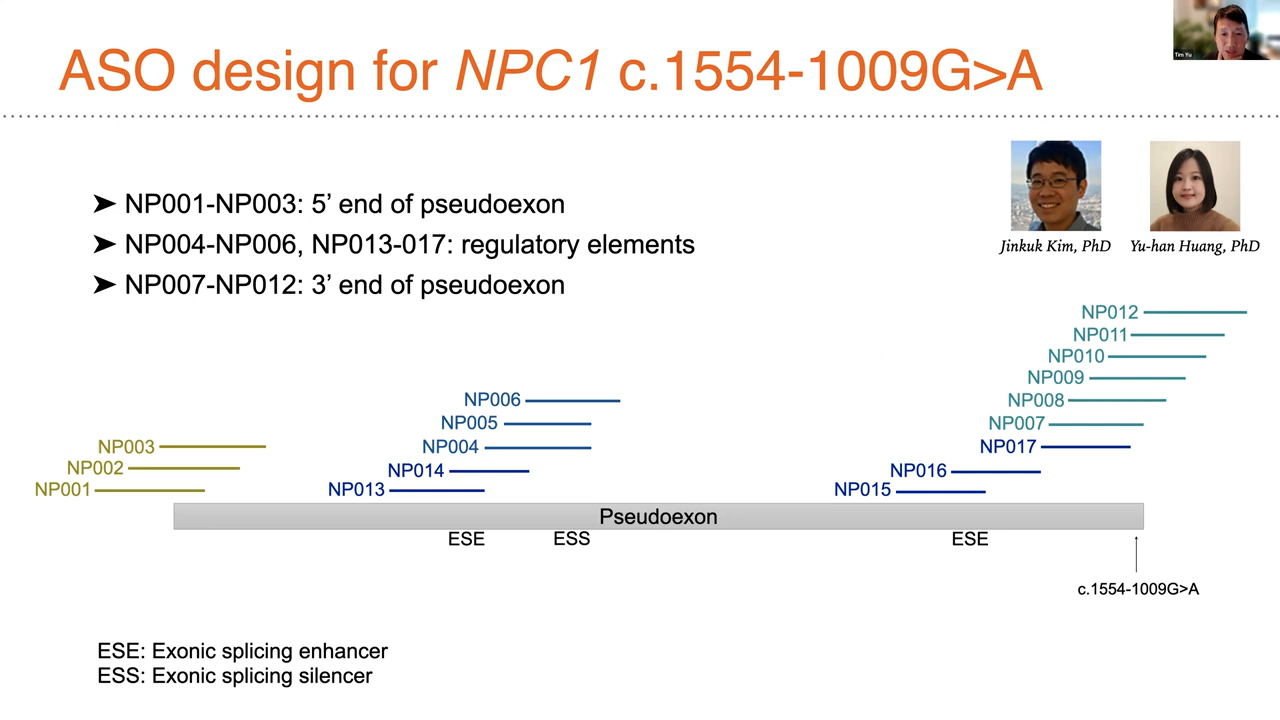 Tim Yu
ASO design for NPC1 c.1554-1009G>A
➤ NP001-NP003: 5’ end of pseudoexon
➤ NP004-NP006, NP013-017: regulatory elements
➤ NP007-NP012: 3’ end of pseudoexon
Jinkuk Kim, PhD
Yu-han Huang, PhD
NP012
NP011
NP010
NP009
NP008
NP007
NP017
NP016
NP015
NP006
NP005
NP004
NP014
NP013
NP003
NP002
NP001
Pseudoexon
ESE
ESS
ESE
c.1554-1009G>A
ESE: Exonic splicing enhancer
ESS: Exonic splicing silencer